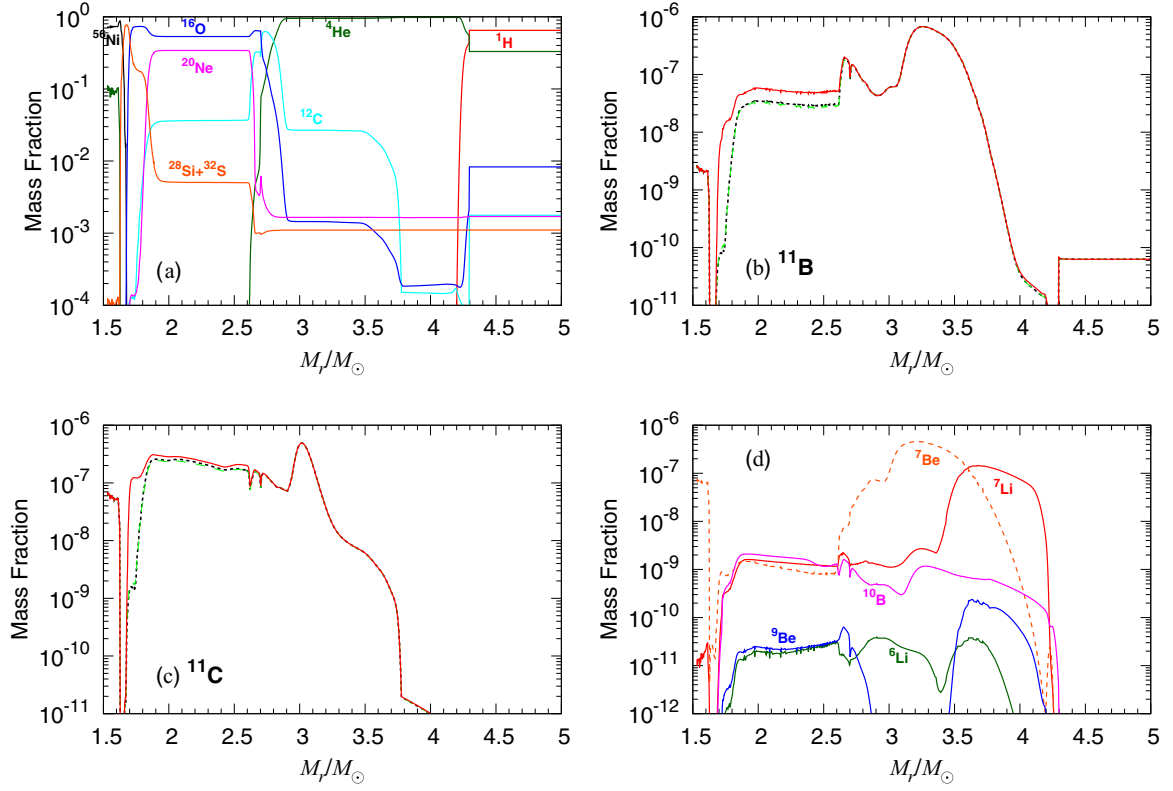 10⁰
10⁻¹
10⁻²
10⁻³
10⁻⁴
Mass Fraction
⁵⁶Ni
¹⁶O
⁴He
¹H
²⁰Ne
¹²C
²⁸Si+³²S
(a)
1.5 2 2.5 3 3.5 4 4.5 5
M_r/M_⊙
10⁻⁶
10⁻⁷
10⁻⁸
10⁻⁹
10⁻¹⁰
10⁻¹¹
Mass Fraction
(b) ¹¹B
1.5 2 2.5 3 3.5 4 4.5 5
M_r/M_⊙
10⁻⁶
10⁻⁷
10⁻⁸
10⁻⁹
10⁻¹⁰
10⁻¹¹
Mass Fraction
(c) ¹¹C
1.5 2 2.5 3 3.5 4 4.5 5
M_r/M_⊙
10⁻⁶
10⁻⁷
10⁻⁸
10⁻⁹
10⁻¹⁰
10⁻¹¹
10⁻¹²
Mass Fraction
(d)
⁷Be
⁷Li
¹⁰B
⁹Be
⁶Li
1.5 2 2.5 3 3.5 4 4.5 5
M_r/M_⊙